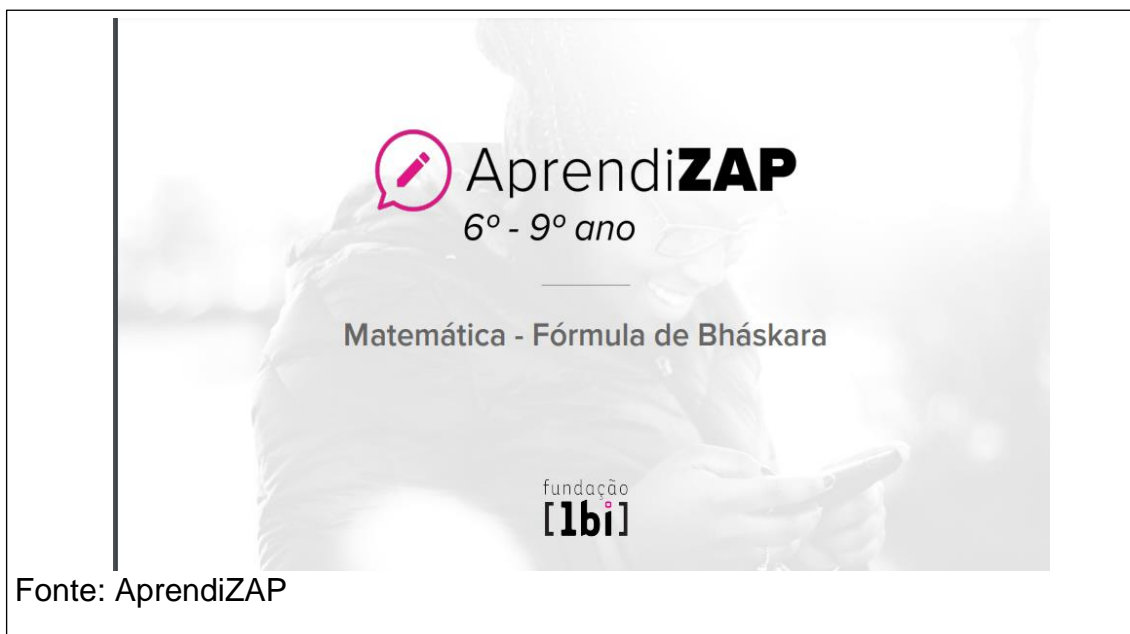 AprendiZAP
6º - 9º ano
Matemática - Fórmula de Bháskara
fundação
[1bi]
Fonte: AprendiZAP